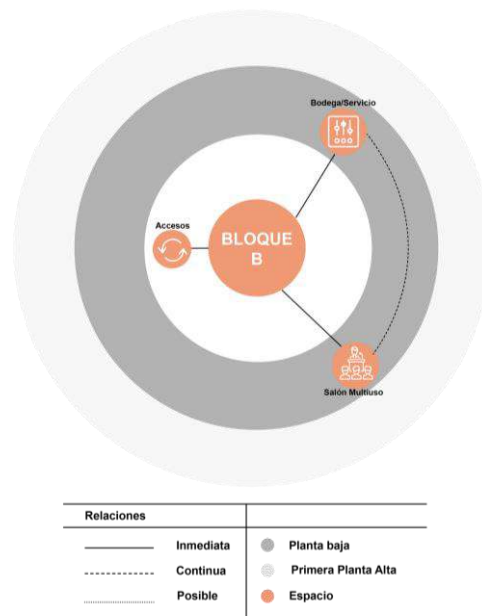 Bodega/Servicio
Accesos
BLOQUE
B
Salón Multiuso
Relaciones
Inmediata
Planta baja
Continua
Primera Planta Alta
Posible
Espacio